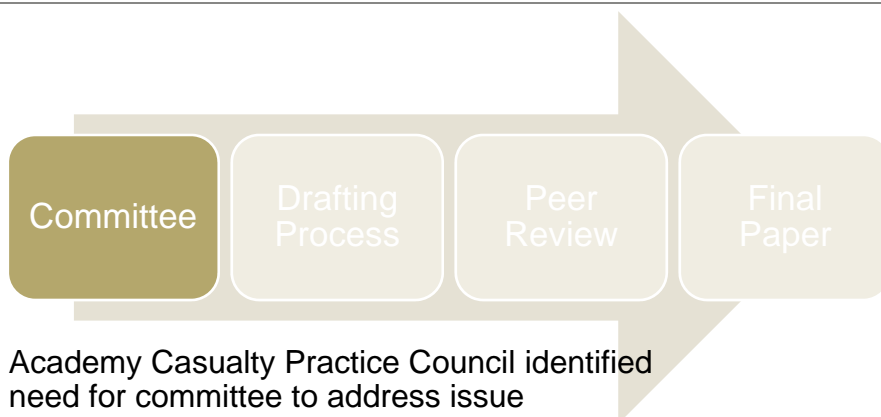 Committee
Drafting
Process
Peer
Review
Final
Paper
Academy Casualty Practice Council identified
need for committee to address issue